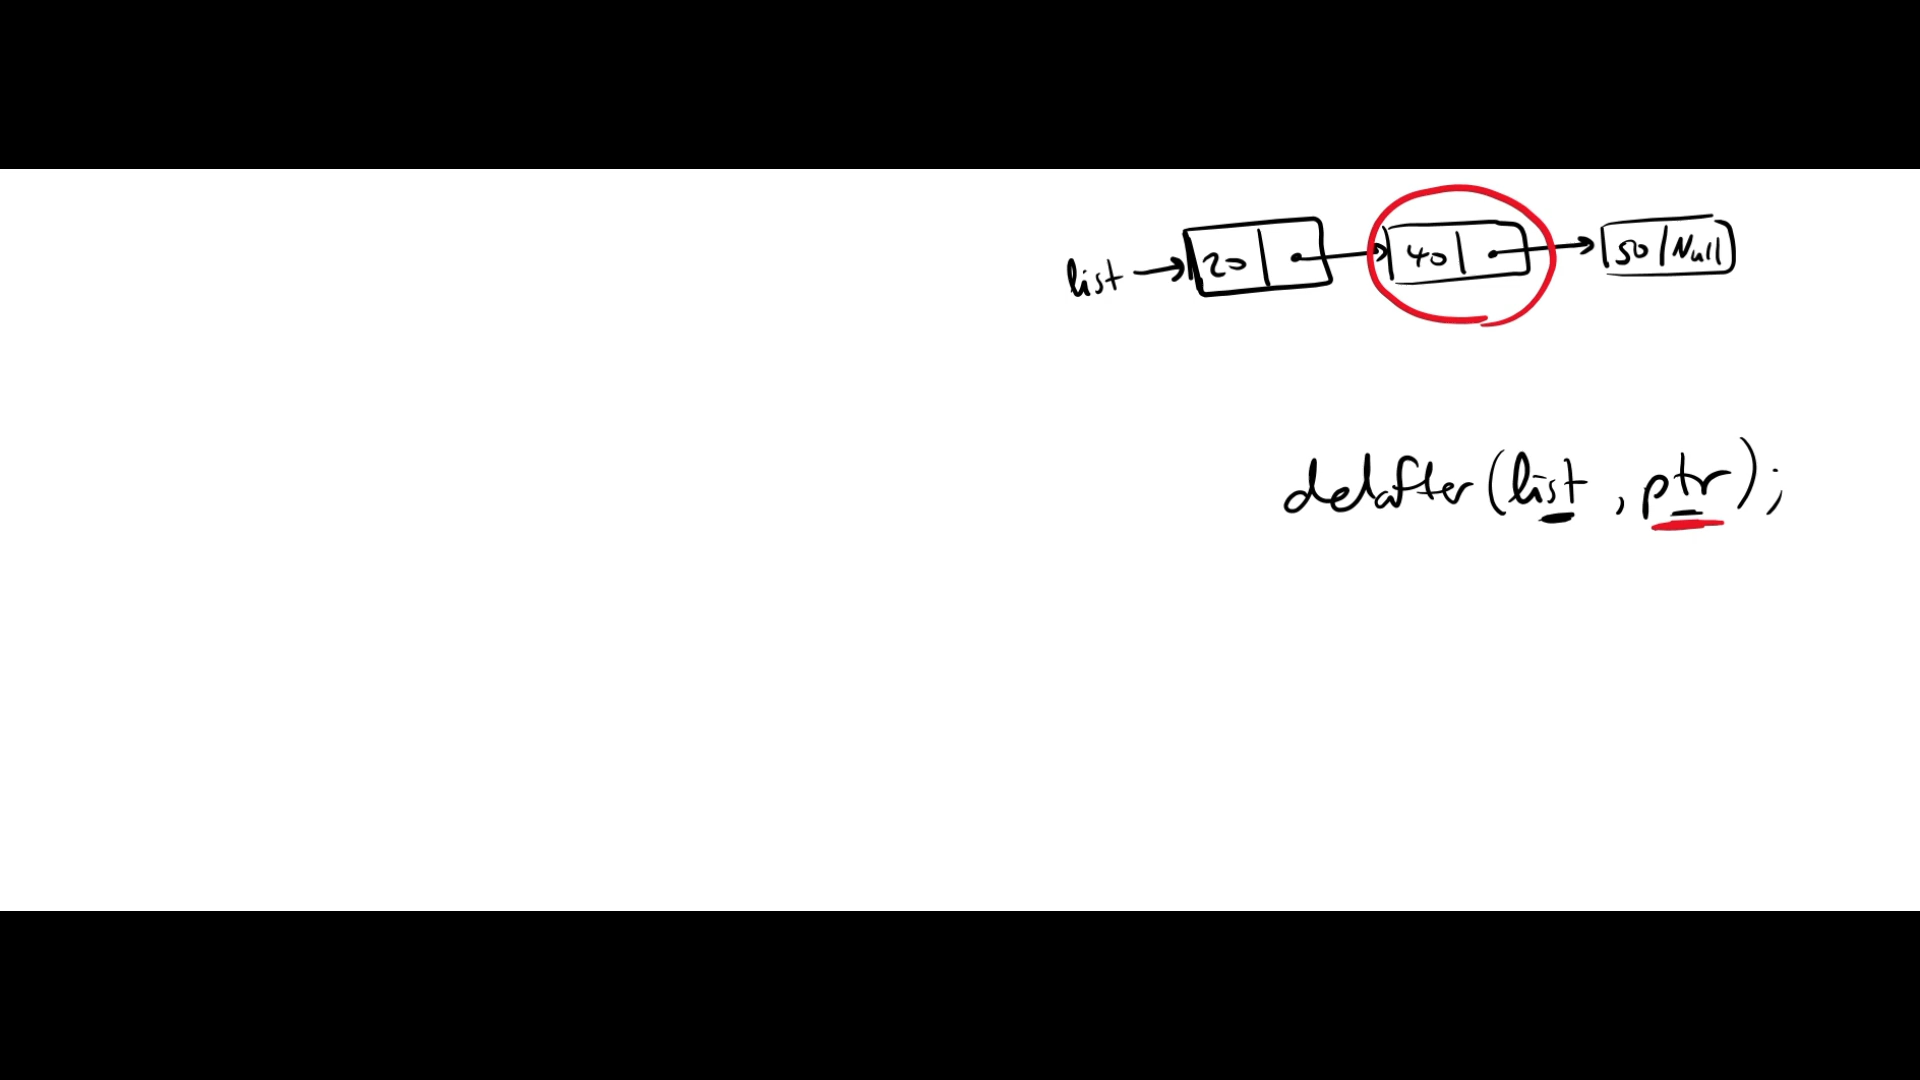 list → 20 | 40 | 50 | Null
delafter(list, ptr);